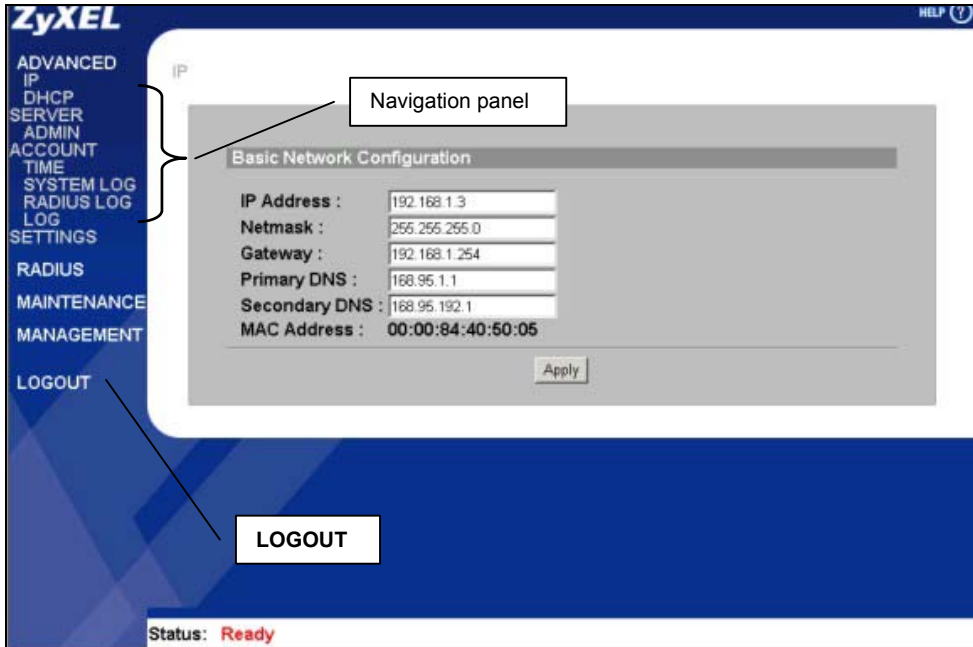 ZyXEL
HELP ?
ADVANCED
IP
DHCP
SERVER
ADMIN
ACCOUNT
TIME
SYSTEM LOG
RADIUS LOG
LOG
SETTINGS
RADIUS
MAINTENANCE
MANAGEMENT
LOGOUT
IP
Navigation panel
Basic Network Configuration
IP Address : 192.168.1.3
Netmask : 255.255.255.0
Gateway : 192.168.1.254
Primary DNS : 168.95.1.1
Secondary DNS : 168.95.192.1
MAC Address : 00:00:84:40:50:05
Apply
LOGOUT
Status: Ready